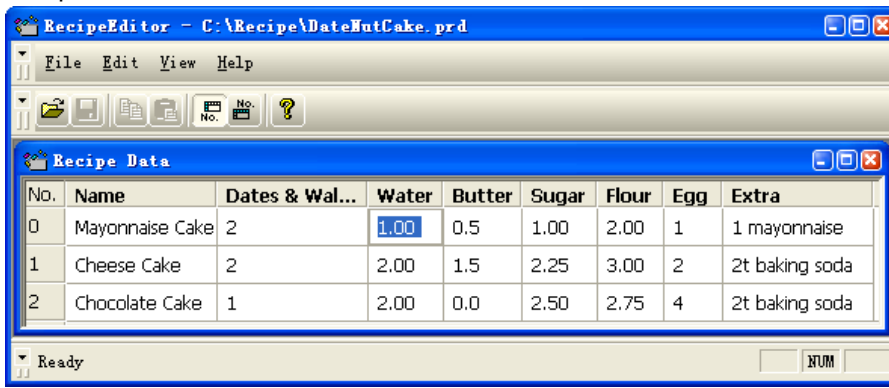 RecipeEditor - C:\Recipe\DateNutCake.prd
File Edit View Help
No. No. ?
Recipe Data
No. Name Dates & Wal... Water Butter Sugar Flour Egg Extra
0 Mayonnaise Cake 2 1.00 0.5 1.00 2.00 1 1 mayonnaise
1 Cheese Cake 2 2.00 1.5 2.25 3.00 2 2t baking soda
2 Chocolate Cake 1 2.00 0.0 2.50 2.75 4 2t baking soda
Ready NUM